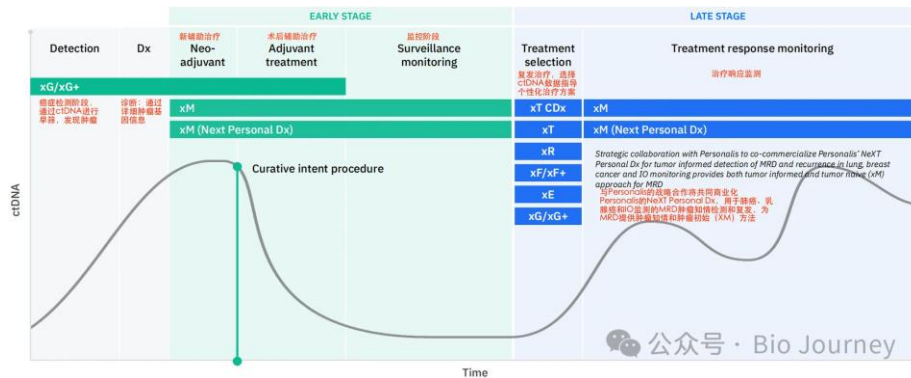 EARLY STAGE
LATE STAGE
新辅助治疗
术后辅助治疗
监控阶段
Detection
Dx
Neo-
adjuvant
Adjuvant
treatment
Surveillance
monitoring
Treatment
selection
Treatment response monitoring
复发治疗，选择
ctDNA数据指导
个性化治疗方案
治疗响应监测
xG/xG+
癌症检测阶段，
通过ctDNA进行
早筛，发现肿瘤
诊断：通过
详细肿瘤基
因信息
xM
xT CDx
xM
xM (Next Personal Dx)
xT
xM (Next Personal Dx)
xR
xF/xF+
xE
xG/xG+
Strategic collaboration with Personalis to co-commercialize Personalis' NeXT
Personal Dx for tumor informed detection of MRD and recurrence in lung, breast
cancer and IO monitoring provides both tumor informed and tumor naïve (xM)
approach for MRD
与Personalis的战略合作将共同商业化
Personalis的NeXT Personal Dx，用于肺癌、乳
腺癌和IO监测的MRD肿瘤知情检测和复发，为
MRD提供肿瘤知情和肿瘤初始（XM）方法
Curative intent procedure
ctDNA
Time
公众号 · Bio Journey